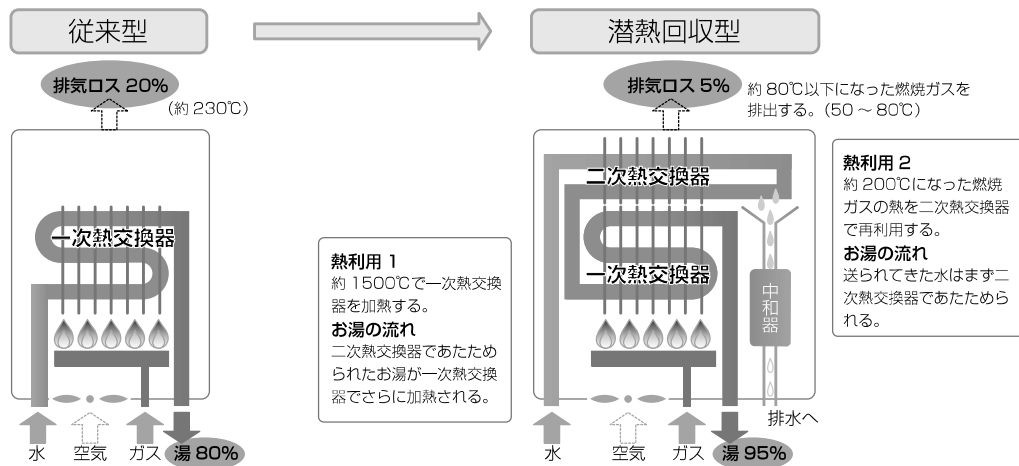 従来型
排気ロス 20%
(約 230℃)
一次熱交換器
水
空気
ガス
湯 80%
熱利用 1
約 1500℃で一次熱交換
器を加熱する。
お湯の流れ
二次熱交換器であたため
られたお湯が一次熱交換
器でさらに加熱される。
潜熱回収型
排気ロス 5%
約 80℃以下になった燃焼ガスを
排出する。(50 ～ 80℃)
二次熱交換器
一次熱交換器
中和器
排水へ
水
空気
ガス
湯 95%
熱利用 2
約 200℃になった燃焼
ガスの熱を二次熱交換器
で再利用する。
お湯の流れ
送られてきた水はまず二
次熱交換器であたためら
れる。